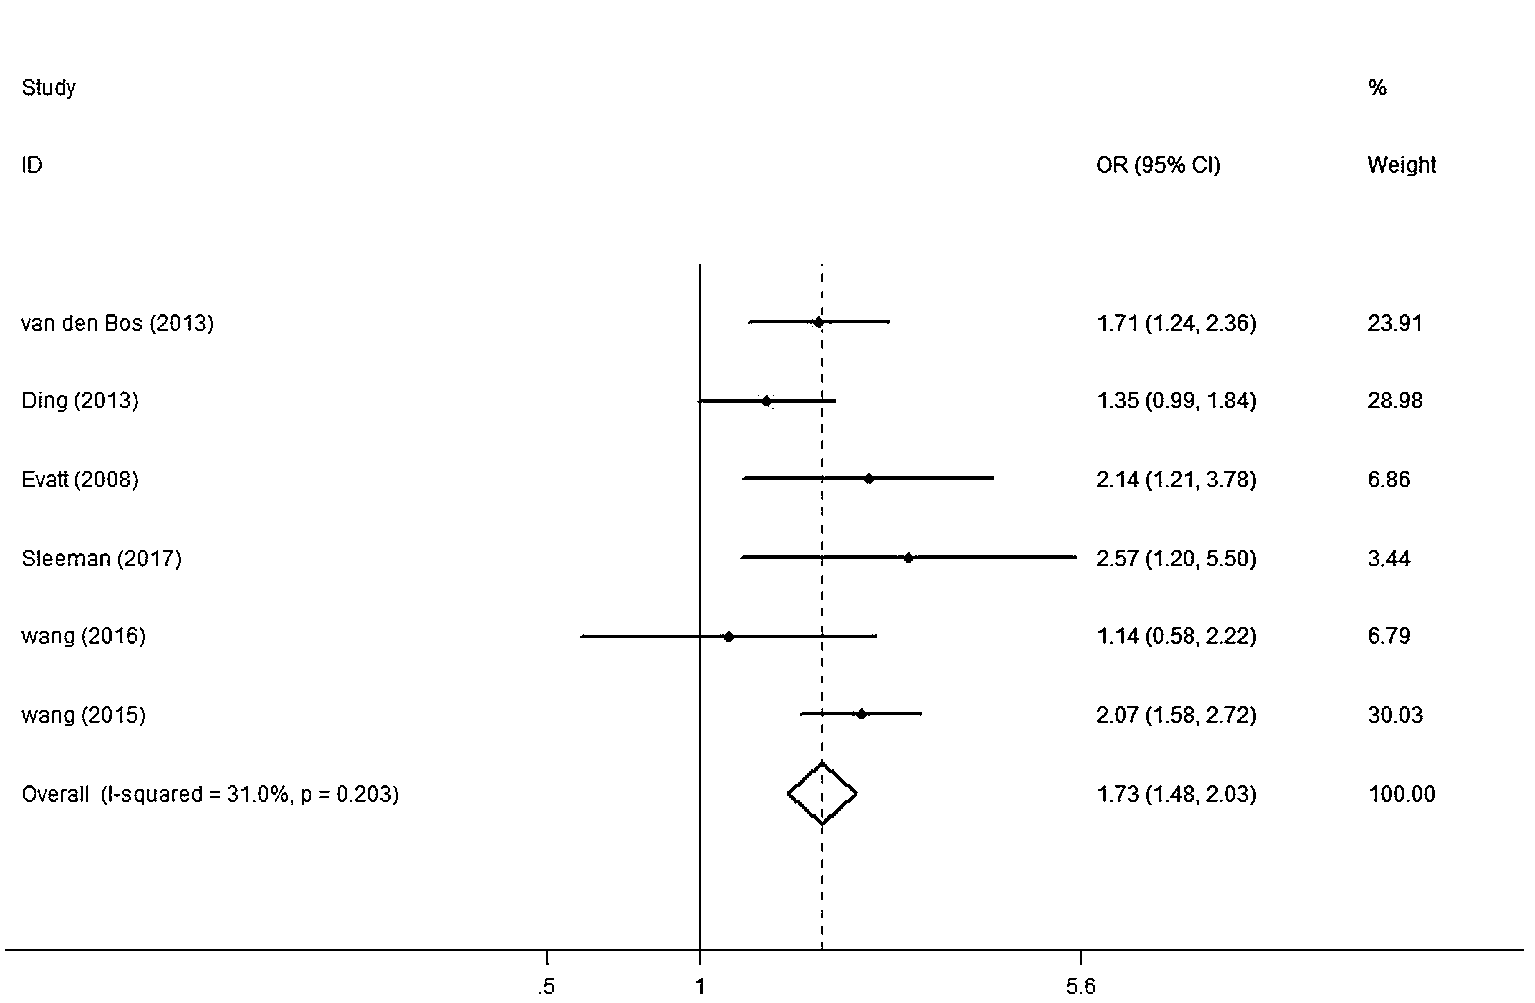 Study %
ID OR (95% CI) Weight
van den Bos (2013) 1.71 (1.24, 2.36) 23.91
Ding (2013) 1.35 (0.99, 1.84) 28.98
Evatt (2008) 2.14 (1.21, 3.78) 6.86
Sleeman (2017) 2.57 (1.20, 5.50) 3.44
wang (2016) 1.14 (0.58, 2.22) 6.79
wang (2015) 2.07 (1.58, 2.72) 30.03
Overall (I-squared = 31.0%, p = 0.203) 1.73 (1.48, 2.03) 100.00
.5 1 5.6